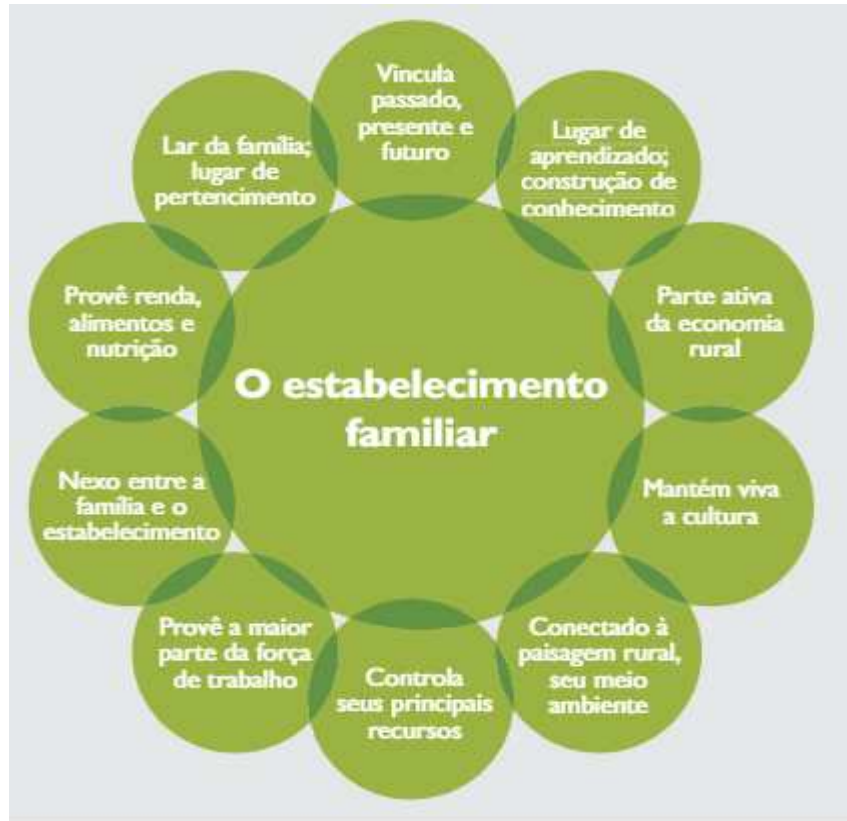 Vincula
passado,
presente e
futuro
Lugar de
aprendizado;
construção de
conhecimento
Parte ativa
da economia
rural
Mantém viva
a cultura
Conectado à
paisagem rural,
seu meio
ambiente
Controla
seus principais
recursos
Provê a maior
parte da força
de trabalho
Nexo entre a
família e o
estabelecimento
Provê renda,
alimentos e
nutrição
Lar da família;
lugar de
pertencimento
O estabelecimento
familiar